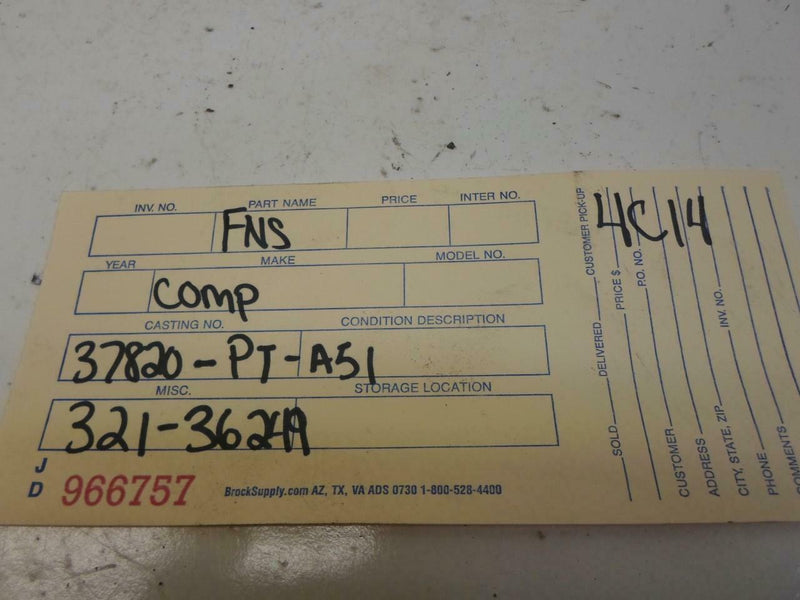 INV. NO. PART NAME PRICE INTER NO.
FNS
YEAR MAKE MODEL NO.
Comp
CASTING NO. CONDITION DESCRIPTION
37820-PT-A51
MISC. STORAGE LOCATION
321-3624A
J D 966757 BrockSupply.com AZ, TX, VA ADS 0730 1-800-528-4400
4C14
SOLD DELIVERED CUSTOMER PICK-UP
PRICE $
P.O. NO.
CUSTOMER
ADDRESS
CITY, STATE, ZIP INV. NO.
PHONE
COMMENTS